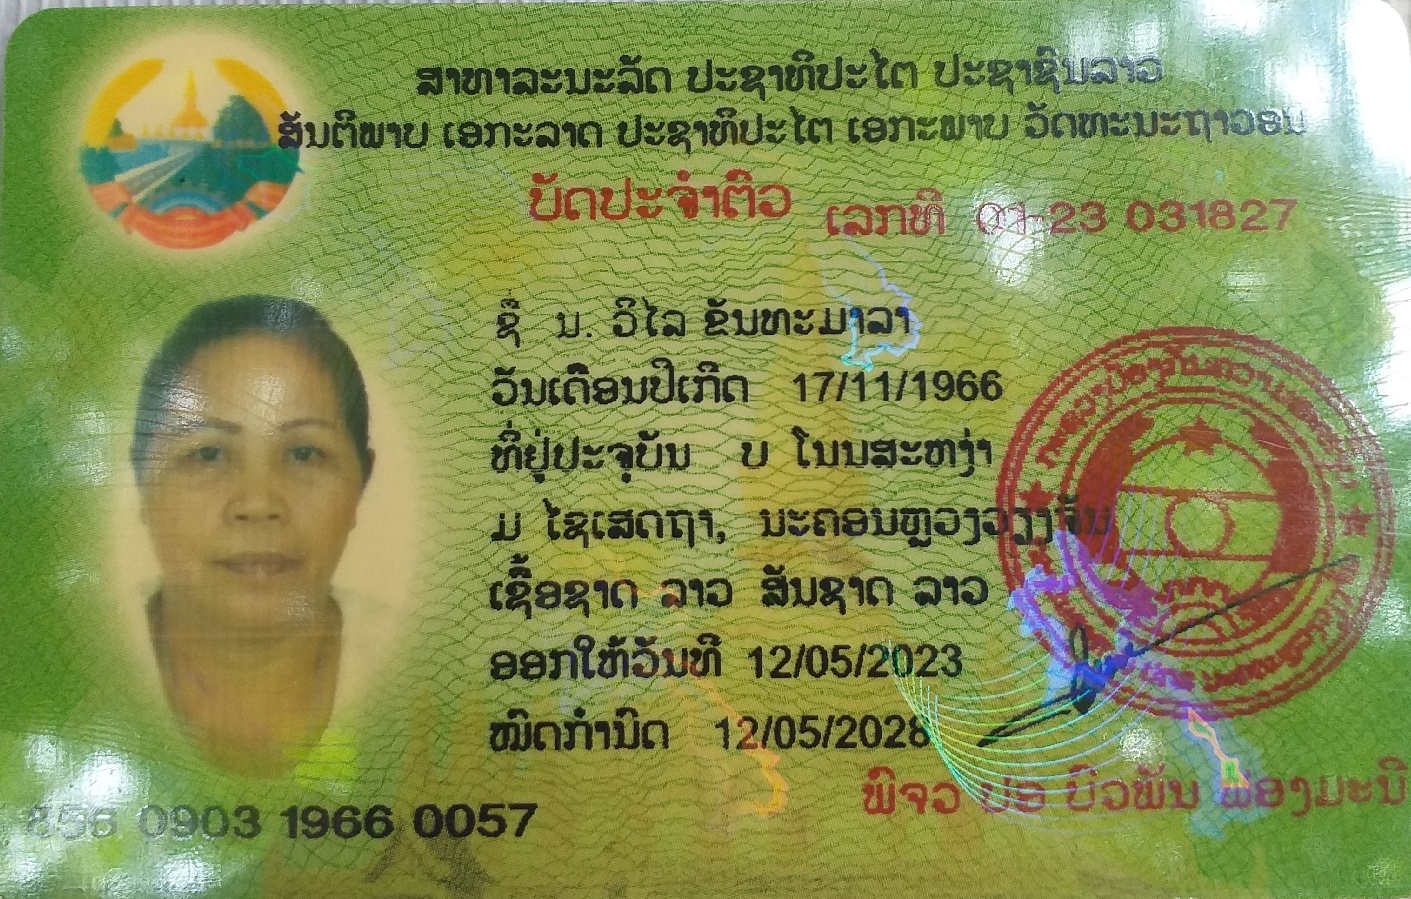 ສາທາລະນະລັດ ປະຊາທິປະໄຕ ປະຊາຊົນລາວ
ສັນຕິພາບ ເອກະລາດ ປະຊາທິປະໄຕ ເອກະພາບ ວັດທະນະຖາວອນ
ບັດປະຈຳຕົວ ເລກທີ 01-23 031827
ຊື່ ນ. ວິໄລ ຂັນທະມາລາ
ວັນເດືອນປີເກີດ 17/11/1966
ທີ່ຢູ່ປະຈຸບັນ ບ ໂນນສະຫງ່າ
ມ ໄຊເສດຖາ, ນະຄອນຫຼວງວຽງຈັນ
ເຊື້ອຊາດ ລາວ ສັນຊາດ ລາວ
ອອກໃຫ້ວັນທີ 12/05/2023
ໝົດກຳນົດ 12/05/2028
ພົຈວ ປອ ບົວພັນ ຟອງມະນີ
856 0903 1966 0057